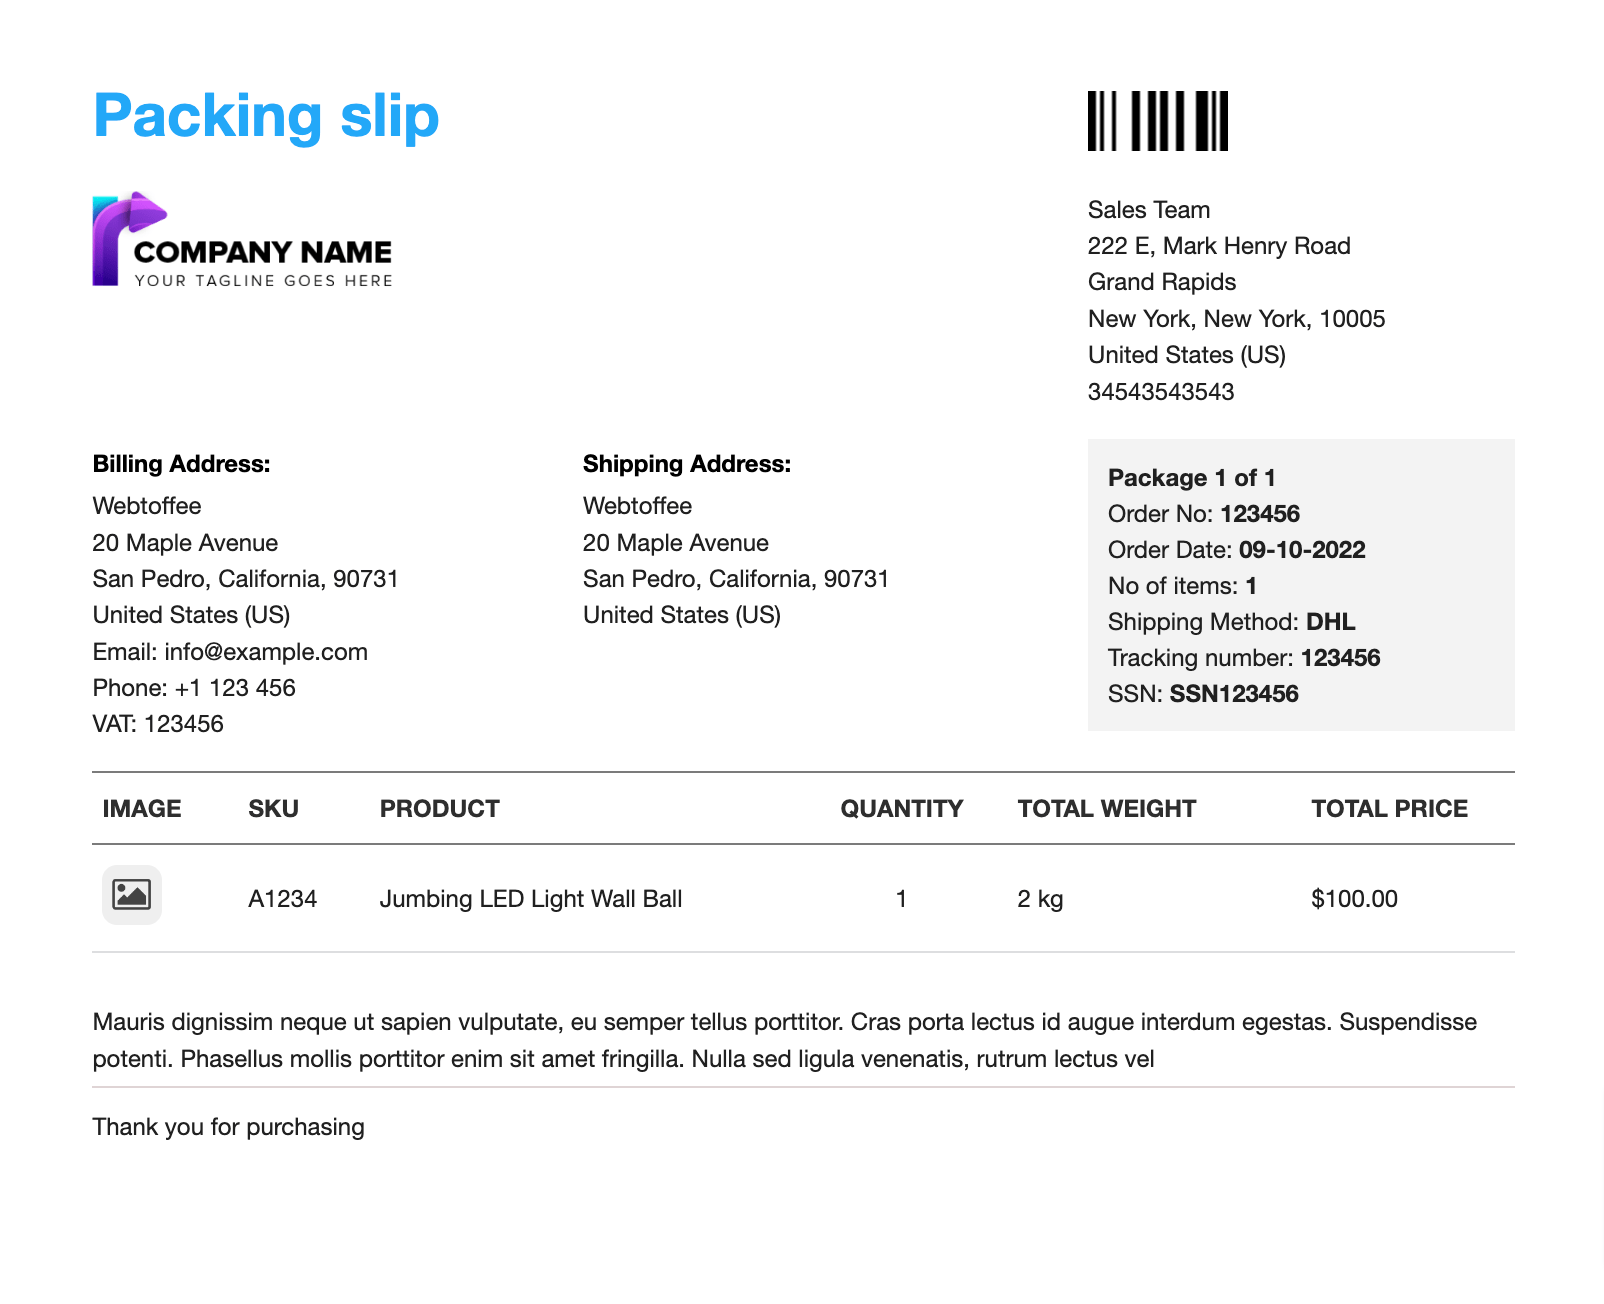 Packing slip
COMPANY NAME
YOUR TAGLINE GOES HERE
Sales Team
222 E, Mark Henry Road
Grand Rapids
New York, New York, 10005
United States (US)
34543543543
Billing Address:
Webtoffee
20 Maple Avenue
San Pedro, California, 90731
United States (US)
Email: info@example.com
Phone: +1 123 456
VAT: 123456
Shipping Address:
Webtoffee
20 Maple Avenue
San Pedro, California, 90731
United States (US)
Package 1 of 1
Order No: 123456
Order Date: 09-10-2022
No of items: 1
Shipping Method: DHL
Tracking number: 123456
SSN: SSN123456
IMAGE SKU PRODUCT QUANTITY TOTAL WEIGHT TOTAL PRICE
A1234 Jumbing LED Light Wall Ball 1 2 kg $100.00
Mauris dignissim neque ut sapien vulputate, eu semper tellus porttitor. Cras porta lectus id augue interdum egestas. Suspendisse
potenti. Phasellus mollis porttitor enim sit amet fringilla. Nulla sed ligula venenatis, rutrum lectus vel
Thank you for purchasing